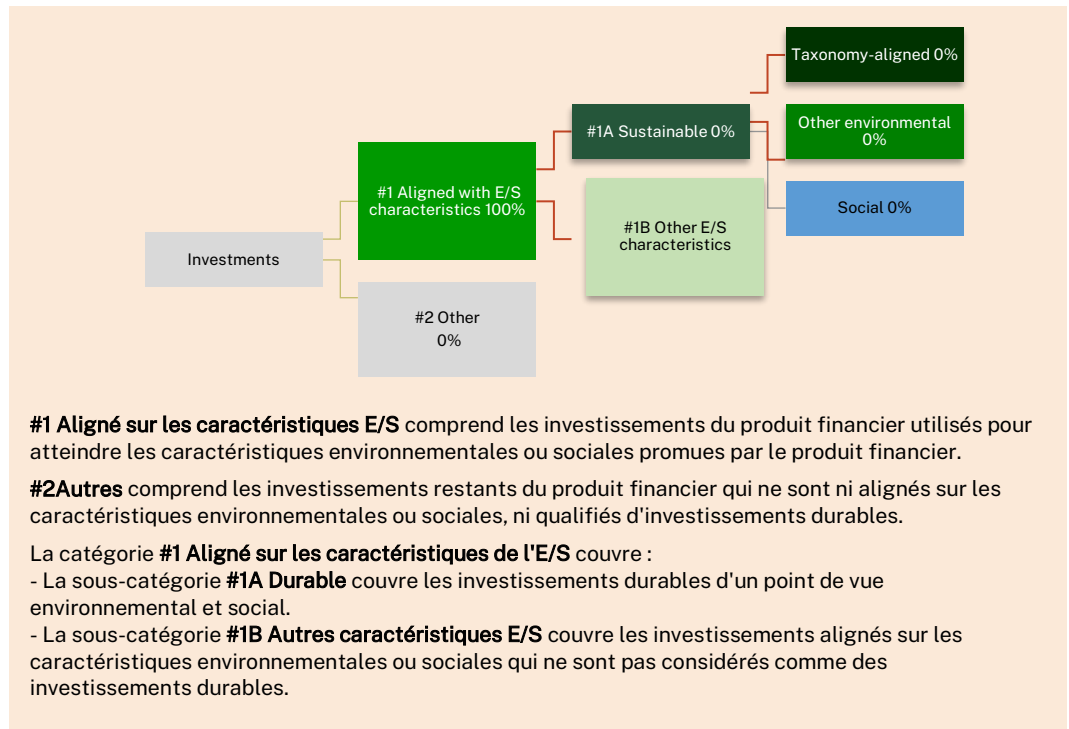 Taxonomy-aligned 0%
#1A Sustainable 0%
Other environmental
0%
#1 Aligned with E/S
characteristics 100%
Social 0%
#1B Other E/S
characteristics
Investments
#2 Other
0%
#1 Aligné sur les caractéristiques E/S comprend les investissements du produit financier utilisés pour
atteindre les caractéristiques environnementales ou sociales promues par le produit financier.
#2Autres comprend les investissements restants du produit financier qui ne sont ni alignés sur les
caractéristiques environnementales ou sociales, ni qualifiés d'investissements durables.
La catégorie #1 Aligné sur les caractéristiques de l'E/S couvre :
- La sous-catégorie #1A Durable couvre les investissements durables d'un point de vue
environnemental et social.
- La sous-catégorie #1B Autres caractéristiques E/S couvre les investissements alignés sur les
caractéristiques environnementales ou sociales qui ne sont pas considérés comme des
investissements durables.